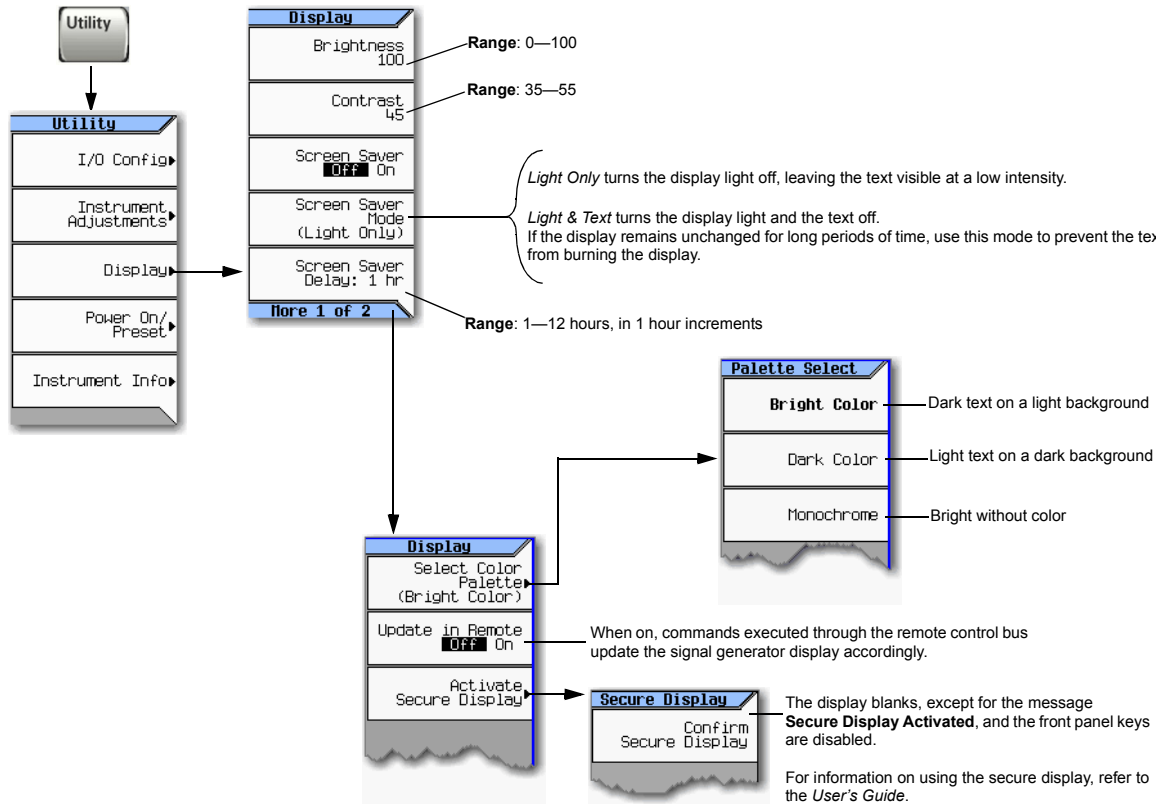 Utility
Utility
I/O Config
Instrument
Adjustments
Display
Power On/
Preset
Instrument Info
Display
Brightness
100
Contrast
45
Screen Saver
Off On
Screen Saver
Mode
(Light Only)
Screen Saver
Delay: 1 hr
More 1 of 2
Range: 0—100
Range: 35—55
Light Only turns the display light off, leaving the text visible at a low intensity.
Light & Text turns the display light and the text off.
If the display remains unchanged for long periods of time, use this mode to prevent the tex
from burning the display.
Range: 1—12 hours, in 1 hour increments
Palette Select
Bright Color
Dark Color
Monochrome
Dark text on a light background
Light text on a dark background
Bright without color
Display
Select Color
Palette
(Bright Color)
Update in Remote
Off On
Activate
Secure Display
When on, commands executed through the remote control bus
update the signal generator display accordingly.
Secure Display
Confirm
Secure Display
The display blanks, except for the message
Secure Display Activated, and the front panel keys
are disabled.
For information on using the secure display, refer to
the User's Guide.